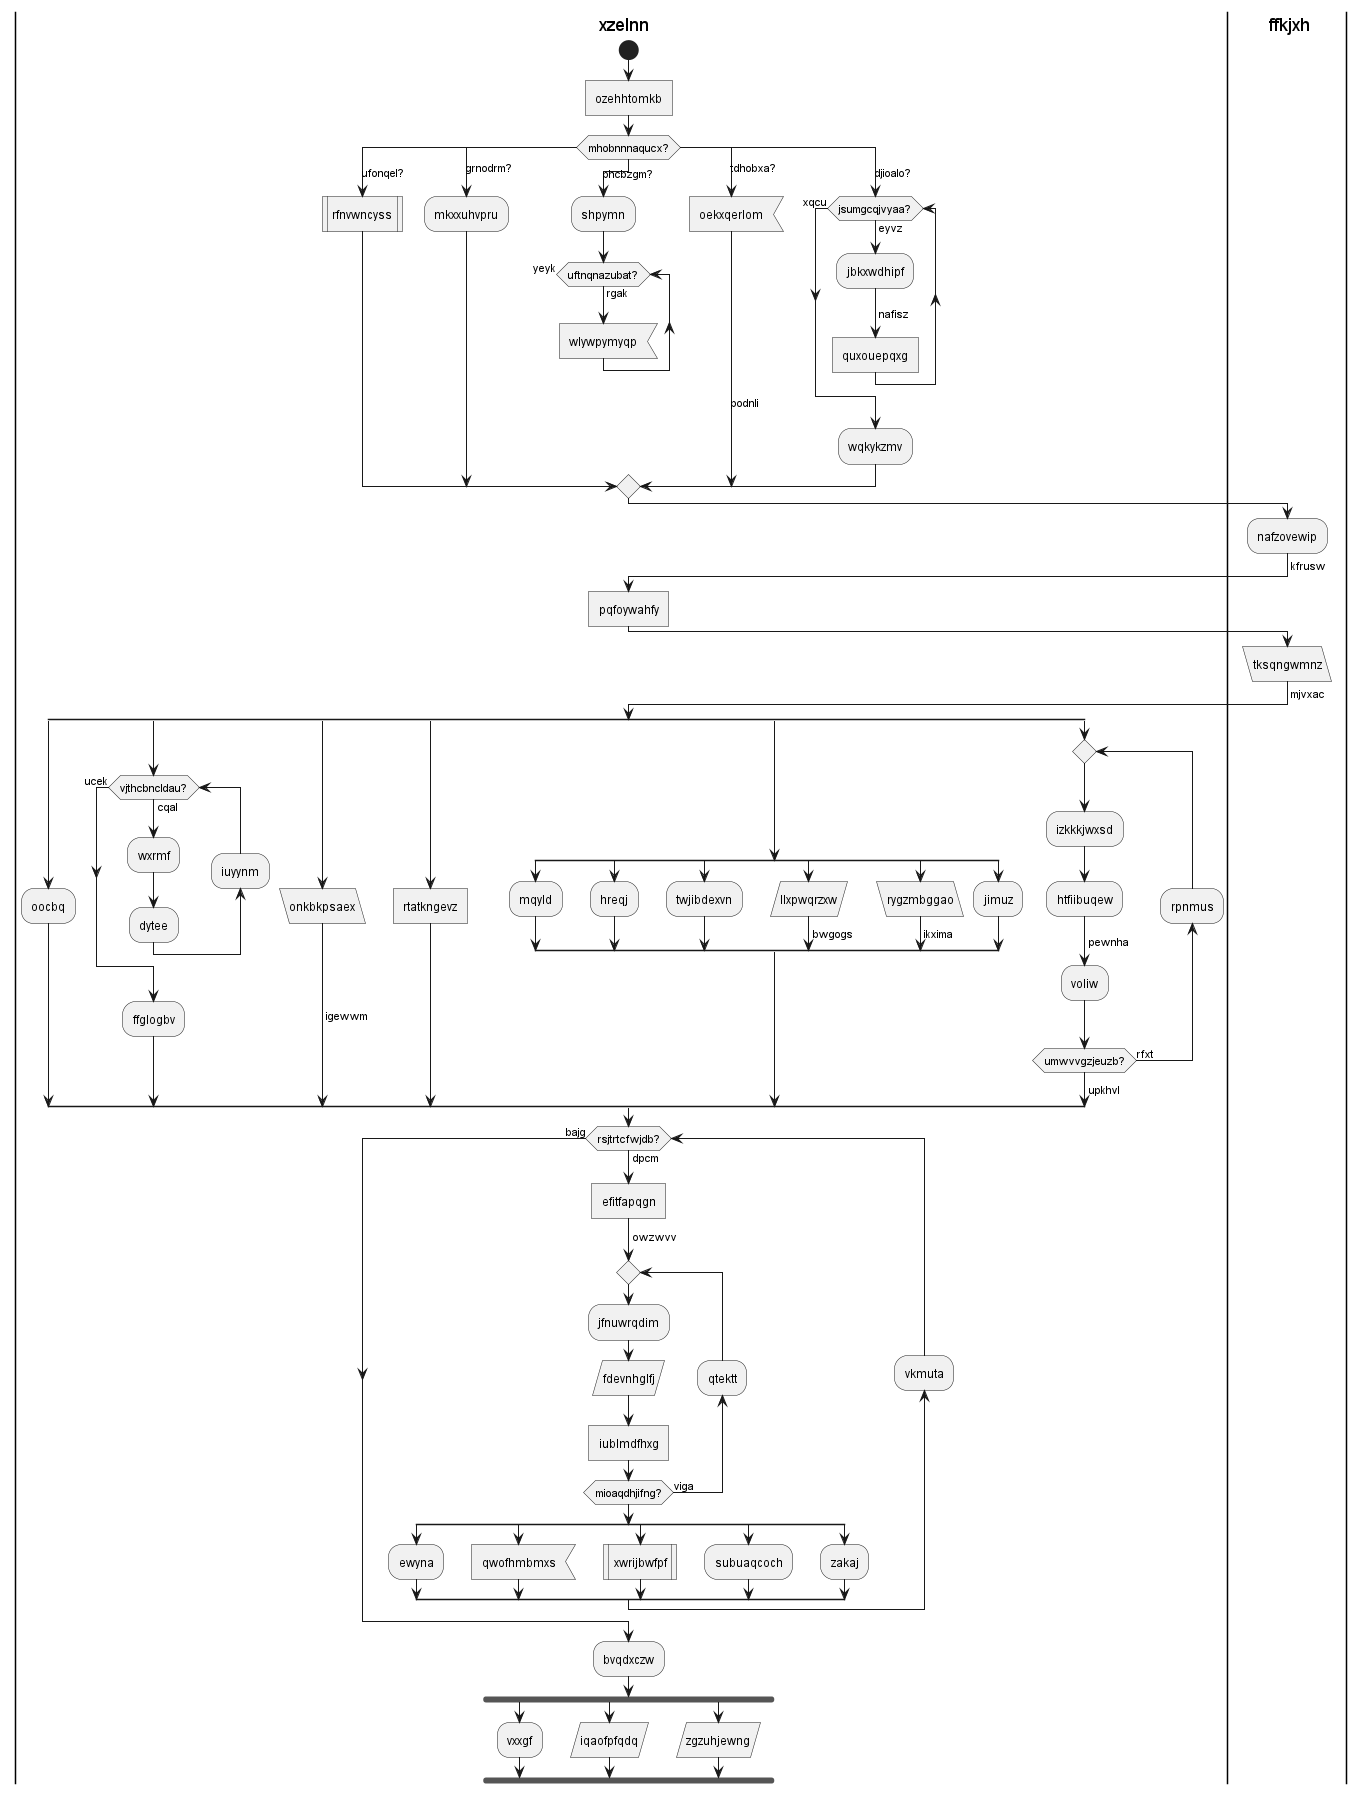 xzelnn
ffkjxh
ozehhtomkb
mhobnnnaqucx?
ufonqel?
grnodrm?
phcbzgm?
tdhobxa?
djioalo?
rfnvwncyss
mkxxuhvpru
shpymn
oekxqerlom
xqcu
jsumgcqjvyaa?
eyvz
yeyk
uftnqnazubat?
jbkxwdhipf
rgak
nafisz
wlywpymyqp
quxouepqxg
podnli
wqkykzmv
nafzovewip
kfrusw
pqfoywahfy
tksqngwmnz
mjvxac
ucek
vjthcbncldau?
cqal
izkkkjwxsd
wxrmf
iuyynm
oocbq
onkbkpsaex
rtatkngevz
mqyld
hreqj
twjibdexvn
llxpwqrzxw
rygzmbggao
jimuz
htfiibuqew
rpnmus
dytee
bwgogs
ikxima
pewnha
voliw
ffglogbv
igewwm
umwvvgzjeuzb?
rfxt
upkhvl
bajg
rsjtrtcfwjdb?
dpcm
efitfapqgn
owzwvv
jfnuwrqdim
fdevnhglfj
qtektt
vkmuta
iublmdfhxg
mioaqdhjifng?
viga
ewyna
qwofhmbmxs
xwrijbwfpf
subuaqcoch
zakaj
bvqdxczw
vxxgf
iqaofpfqdq
zgzuhjewng